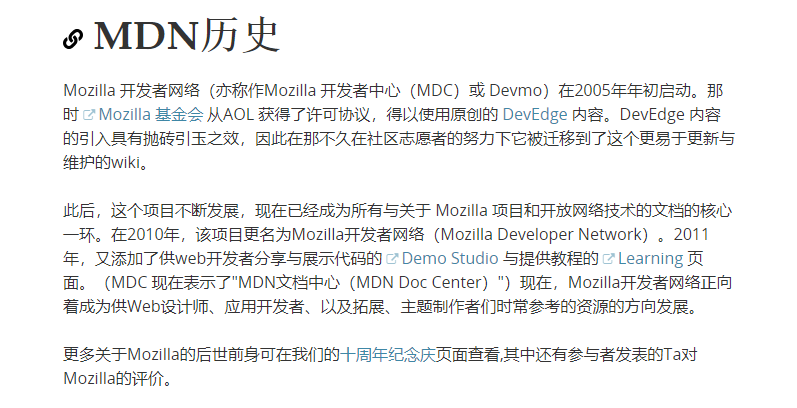 MDN历史
Mozilla 开发者网络（亦称作Mozilla 开发者中心（MDC）或 Devmo）在2005年年初启动。那
时 Mozilla 基金会 从AOL 获得了许可协议，得以使用原创的 DevEdge 内容。DevEdge 内容
的引入具有抛砖引玉之效，因此在那不久在社区志愿者的努力下它被迁移到了这个更易于更新与
维护的wiki。
此后，这个项目不断发展，现在已经成为所有与关于 Mozilla 项目和开放网络技术的文档的核心
一环。在2010年，该项目更名为Mozilla开发者网络（Mozilla Developer Network）。2011
年，又添加了供web开发者分享与展示代码的 Demo Studio 与提供教程的 Learning 页
面。（MDC 现在表示了"MDN文档中心（MDN Doc Center）"）现在，Mozilla开发者网络正向
着成为供Web设计师、应用开发者、以及拓展、主题制作者们时常参考的资源的方向发展。
更多关于Mozilla的后世前身可在我们的十周年纪念庆页面查看,其中还有参与者发表的Ta对
Mozilla的评价。